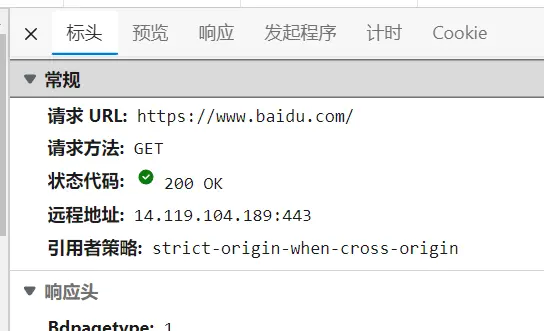 标头 预览 响应 发起程序 计时 Cookie
常规
请求 URL: https://www.baidu.com/
请求方法: GET
状态代码: 200 OK
远程地址: 14.119.104.189:443
引用者策略: strict-origin-when-cross-origin
响应头
Bdpagetype: 1